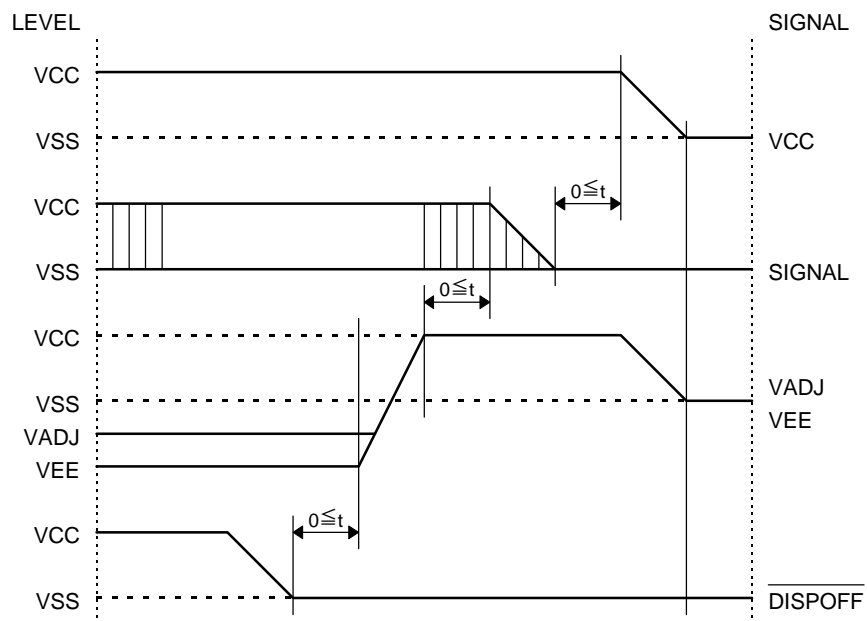 LEVEL SIGNAL
VCC
VSS VCC
VCC
0≦t
VSS SIGNAL
0≦t
VCC
VSS
VADJ
VEE
VADJ
VEE
0≦t
VCC
VSS DISPOFF